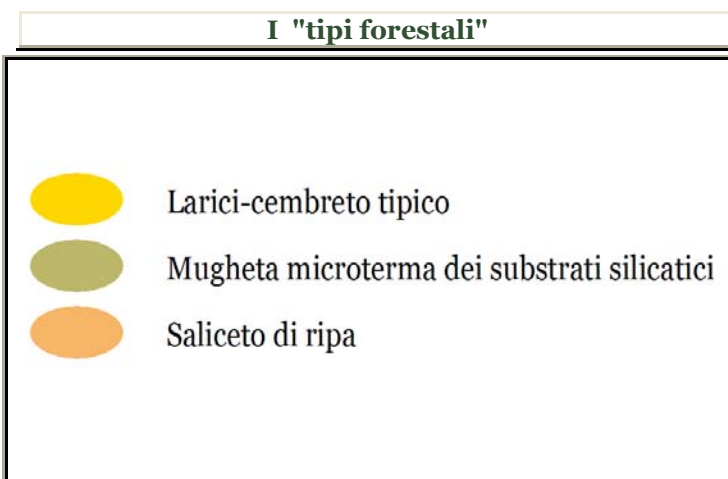 I "tipi forestali"
Larici-cembreto tipico
Mugheta microterma dei substrati silicatici
Saliceto di ripa